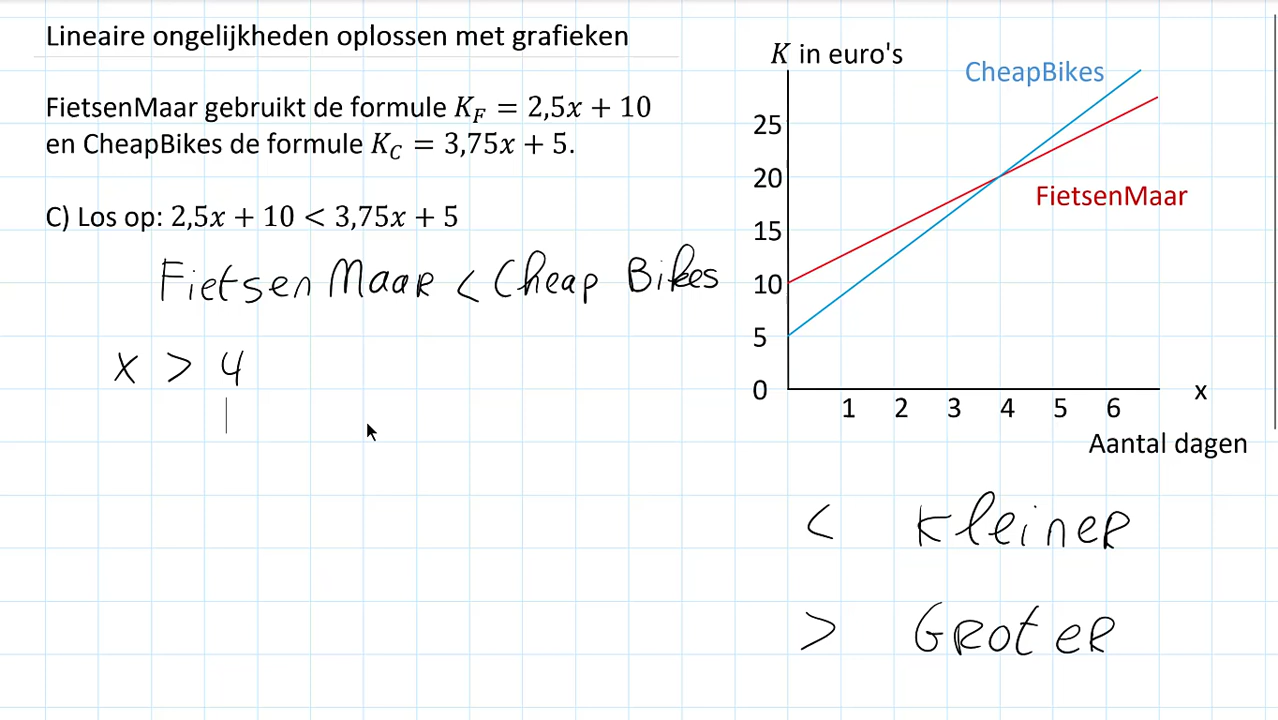 Lineaire ongelijkheden oplossen met grafieken
FietsenMaar gebruikt de formule K_F = 2,5x + 10
en CheapBikes de formule K_C = 3,75x + 5.
C) Los op: 2,5x + 10 < 3,75x + 5
FietsenMaar < Cheap Bikes
x > 4
K in euro's
CheapBikes
25
20
FietsenMaar
15
10
5
0
x
1 2 3 4 5 6
Aantal dagen
< kleiner
> Groter